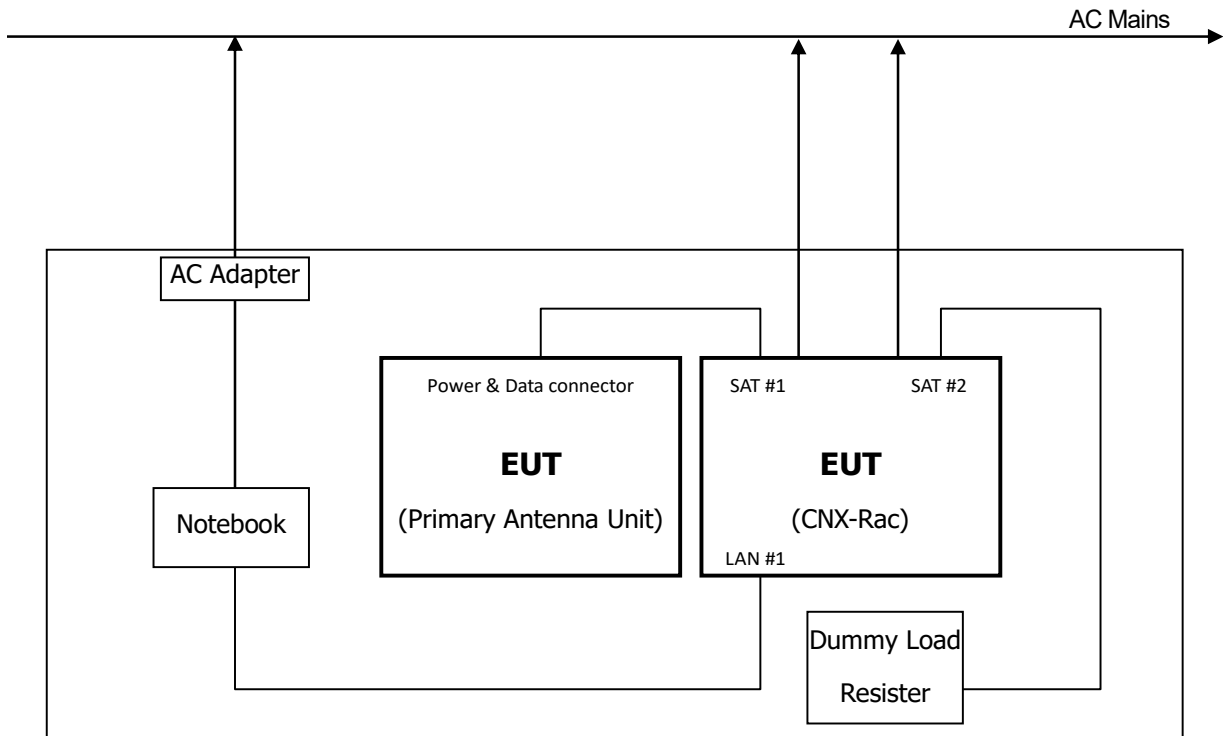 AC Mains
AC Adapter
Power & Data connector
SAT #1
SAT #2
EUT
EUT
Notebook
(Primary Antenna Unit)
(CNX-Rac)
LAN #1
Dummy Load
Resister